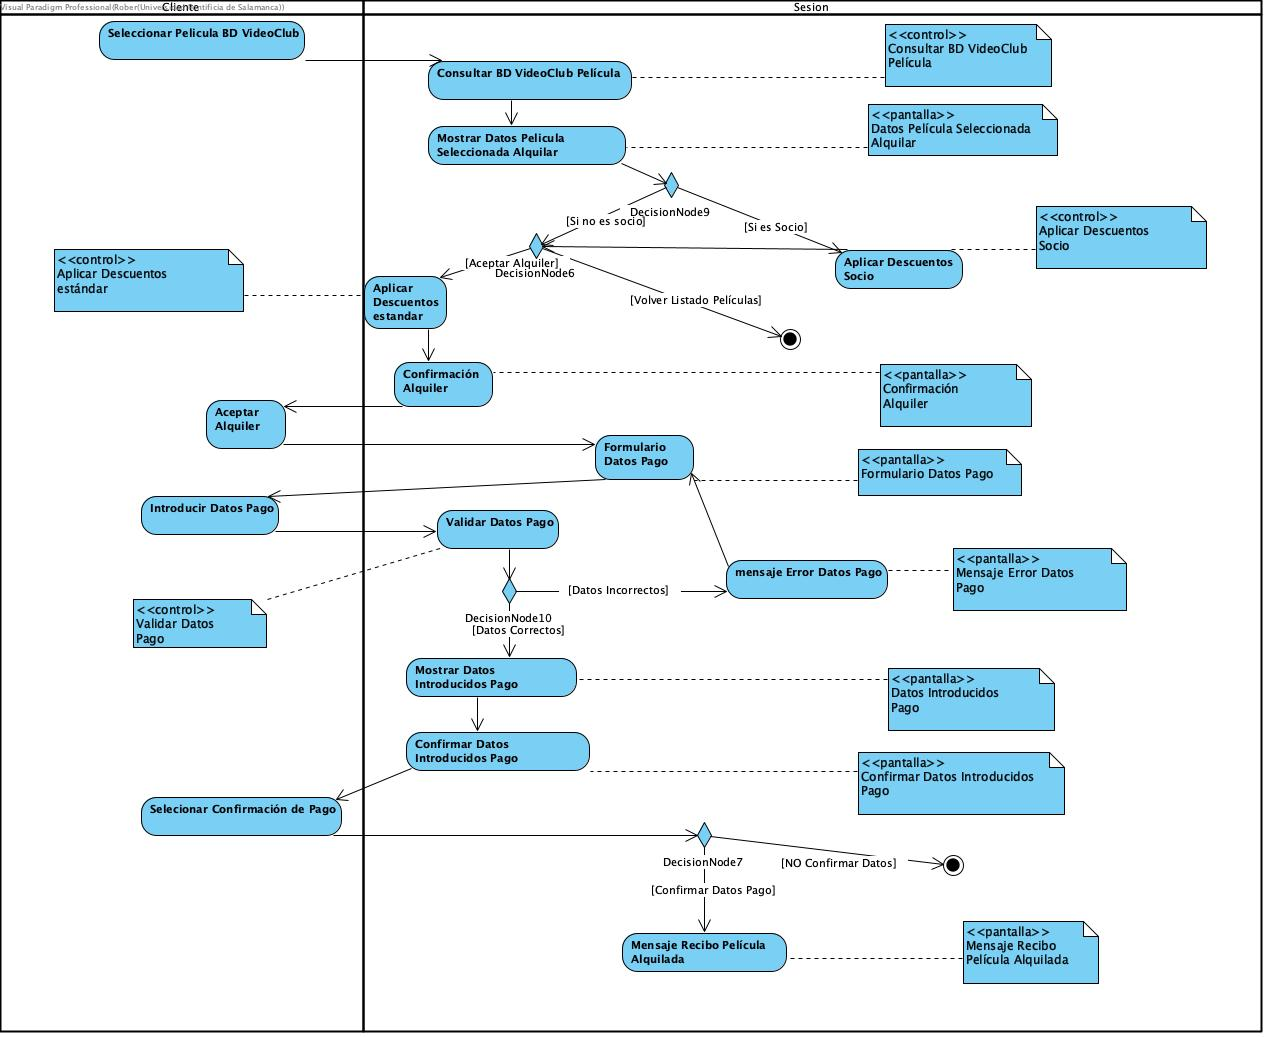 Visual Paradigm Professional(Rober(Unive
ntificia de Salamanca))
Cliente
Sesion
Seleccionar Pelicula BD VideoClub
<<control>>
Consultar BD VideoClub
Película
Consultar BD VideoClub Película
<<pantalla>>
Datos Película Seleccionada
Alquilar
Mostrar Datos Pelicula
Seleccionada Alquilar
DecisionNode9
[Si no es socio]
[Si es Socio]
<<control>>
Aplicar Descuentos
Socio
<<control>>
Aplicar Descuentos
estándar
[Aceptar Alquiler]
DecisionNode6
Aplicar Descuentos
Socio
Aplicar
Descuentos
estandar
[Volver Listado Películas]
Confirmación
Alquiler
<<pantalla>>
Confirmación
Alquiler
Aceptar
Alquiler
Formulario
Datos Pago
<<pantalla>>
Formulario Datos Pago
Introducir Datos Pago
Validar Datos Pago
mensaje Error Datos Pago
<<pantalla>>
Mensaje Error Datos
Pago
[Datos Incorrectos]
<<control>>
Validar Datos
Pago
DecisionNode10
[Datos Correctos]
Mostrar Datos
Introducidos Pago
<<pantalla>>
Datos Introducidos
Pago
Confirmar Datos
Introducidos Pago
<<pantalla>>
Confirmar Datos Introducidos
Pago
Selecionar Confirmación de Pago
DecisionNode7
[NO Confirmar Datos]
[Confirmar Datos Pago]
Mensaje Recibo Película
Alquilada
<<pantalla>>
Mensaje Recibo
Película Alquilada